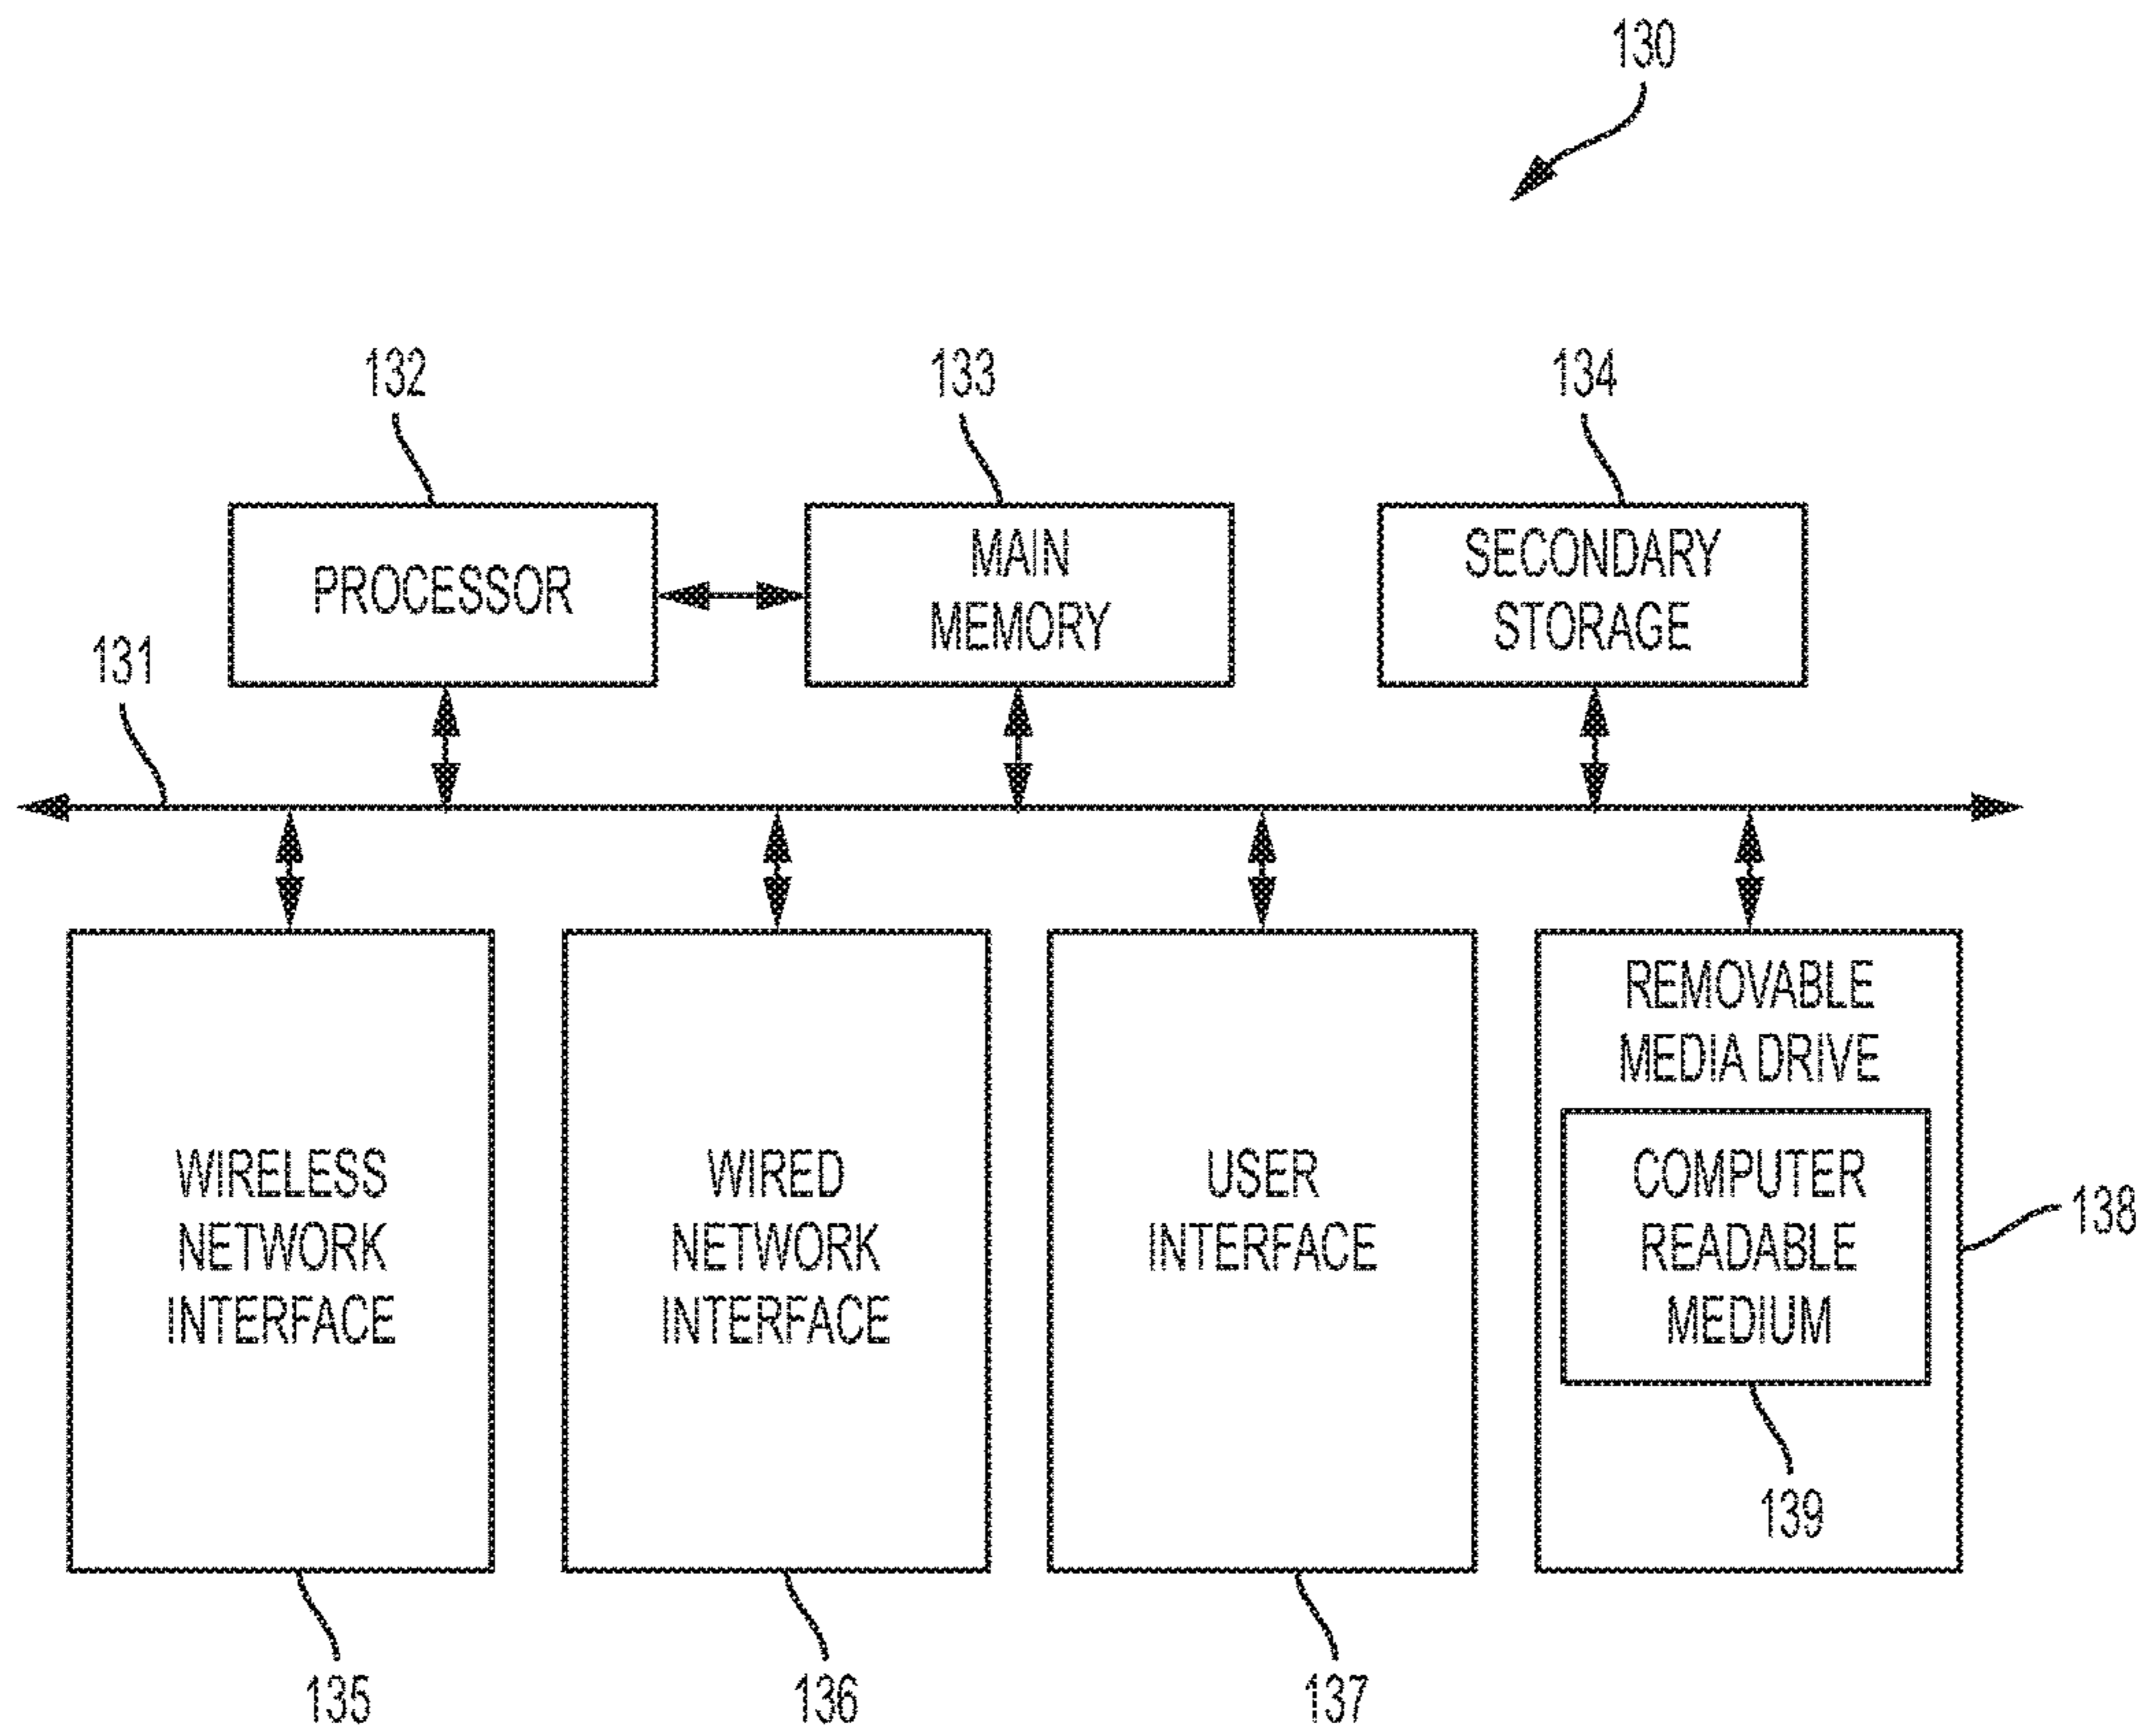 130
132
133
134
PROCESSOR
MAIN
MEMORY
SECONDARY
STORAGE
131
WIRELESS
NETWORK
INTERFACE
WIRED
NETWORK
INTERFACE
USER
INTERFACE
REMOVABLE
MEDIA DRIVE
COMPUTER
READABLE
MEDIUM
138
139
135
136
137